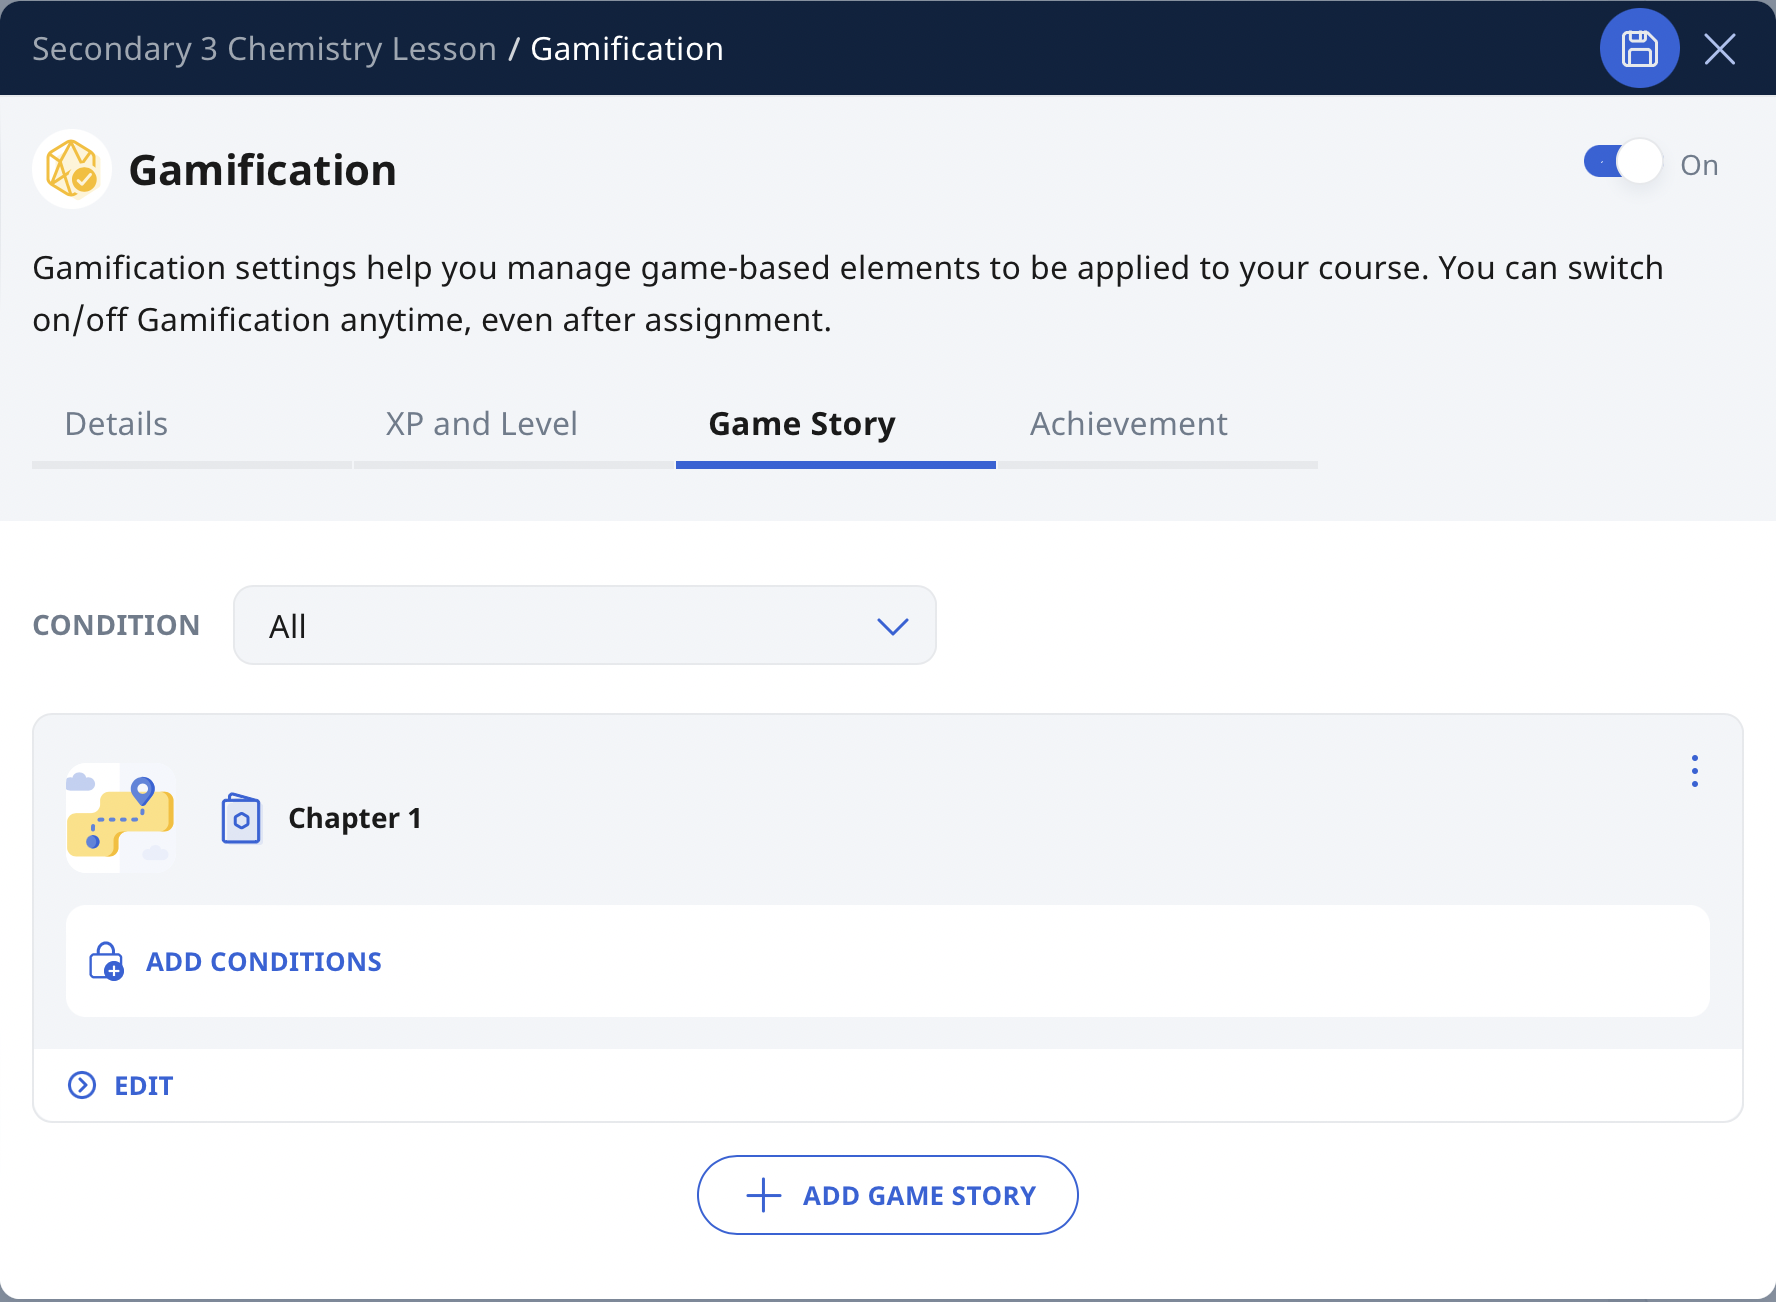 Secondary 3 Chemistry Lesson / Gamification
Gamification
On
Gamification settings help you manage game-based elements to be applied to your course. You can switch
on/off Gamification anytime, even after assignment.
Details
XP and Level
Game Story
Achievement
CONDITION
All
Chapter 1
ADD CONDITIONS
EDIT
ADD GAME STORY